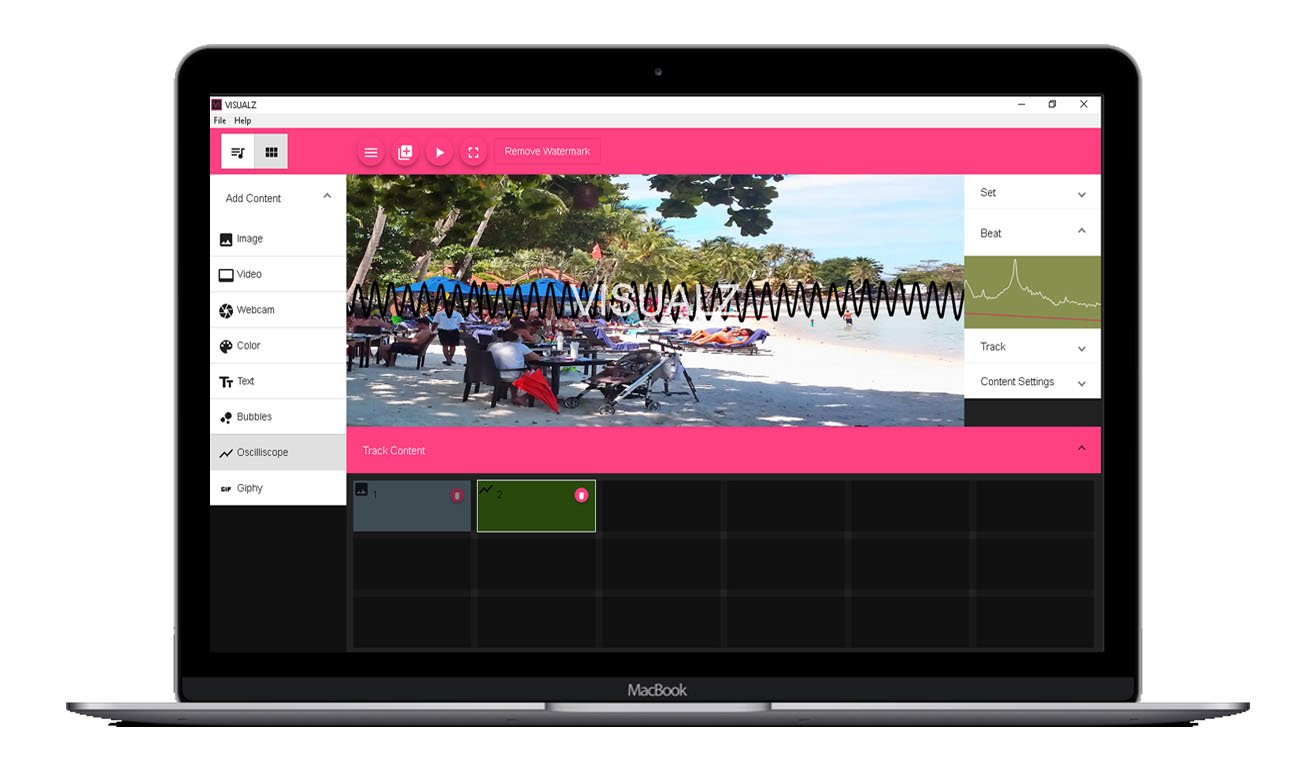 VISUALZ
File Help
Remove Watermark
Add Content
Image
Video
Webcam
Color
Text
Bubbles
Oscilliscope
GIF Giphy
VISUALZ
Set
Beat
Track
Content Settings
Track Content
1
2
MacBook